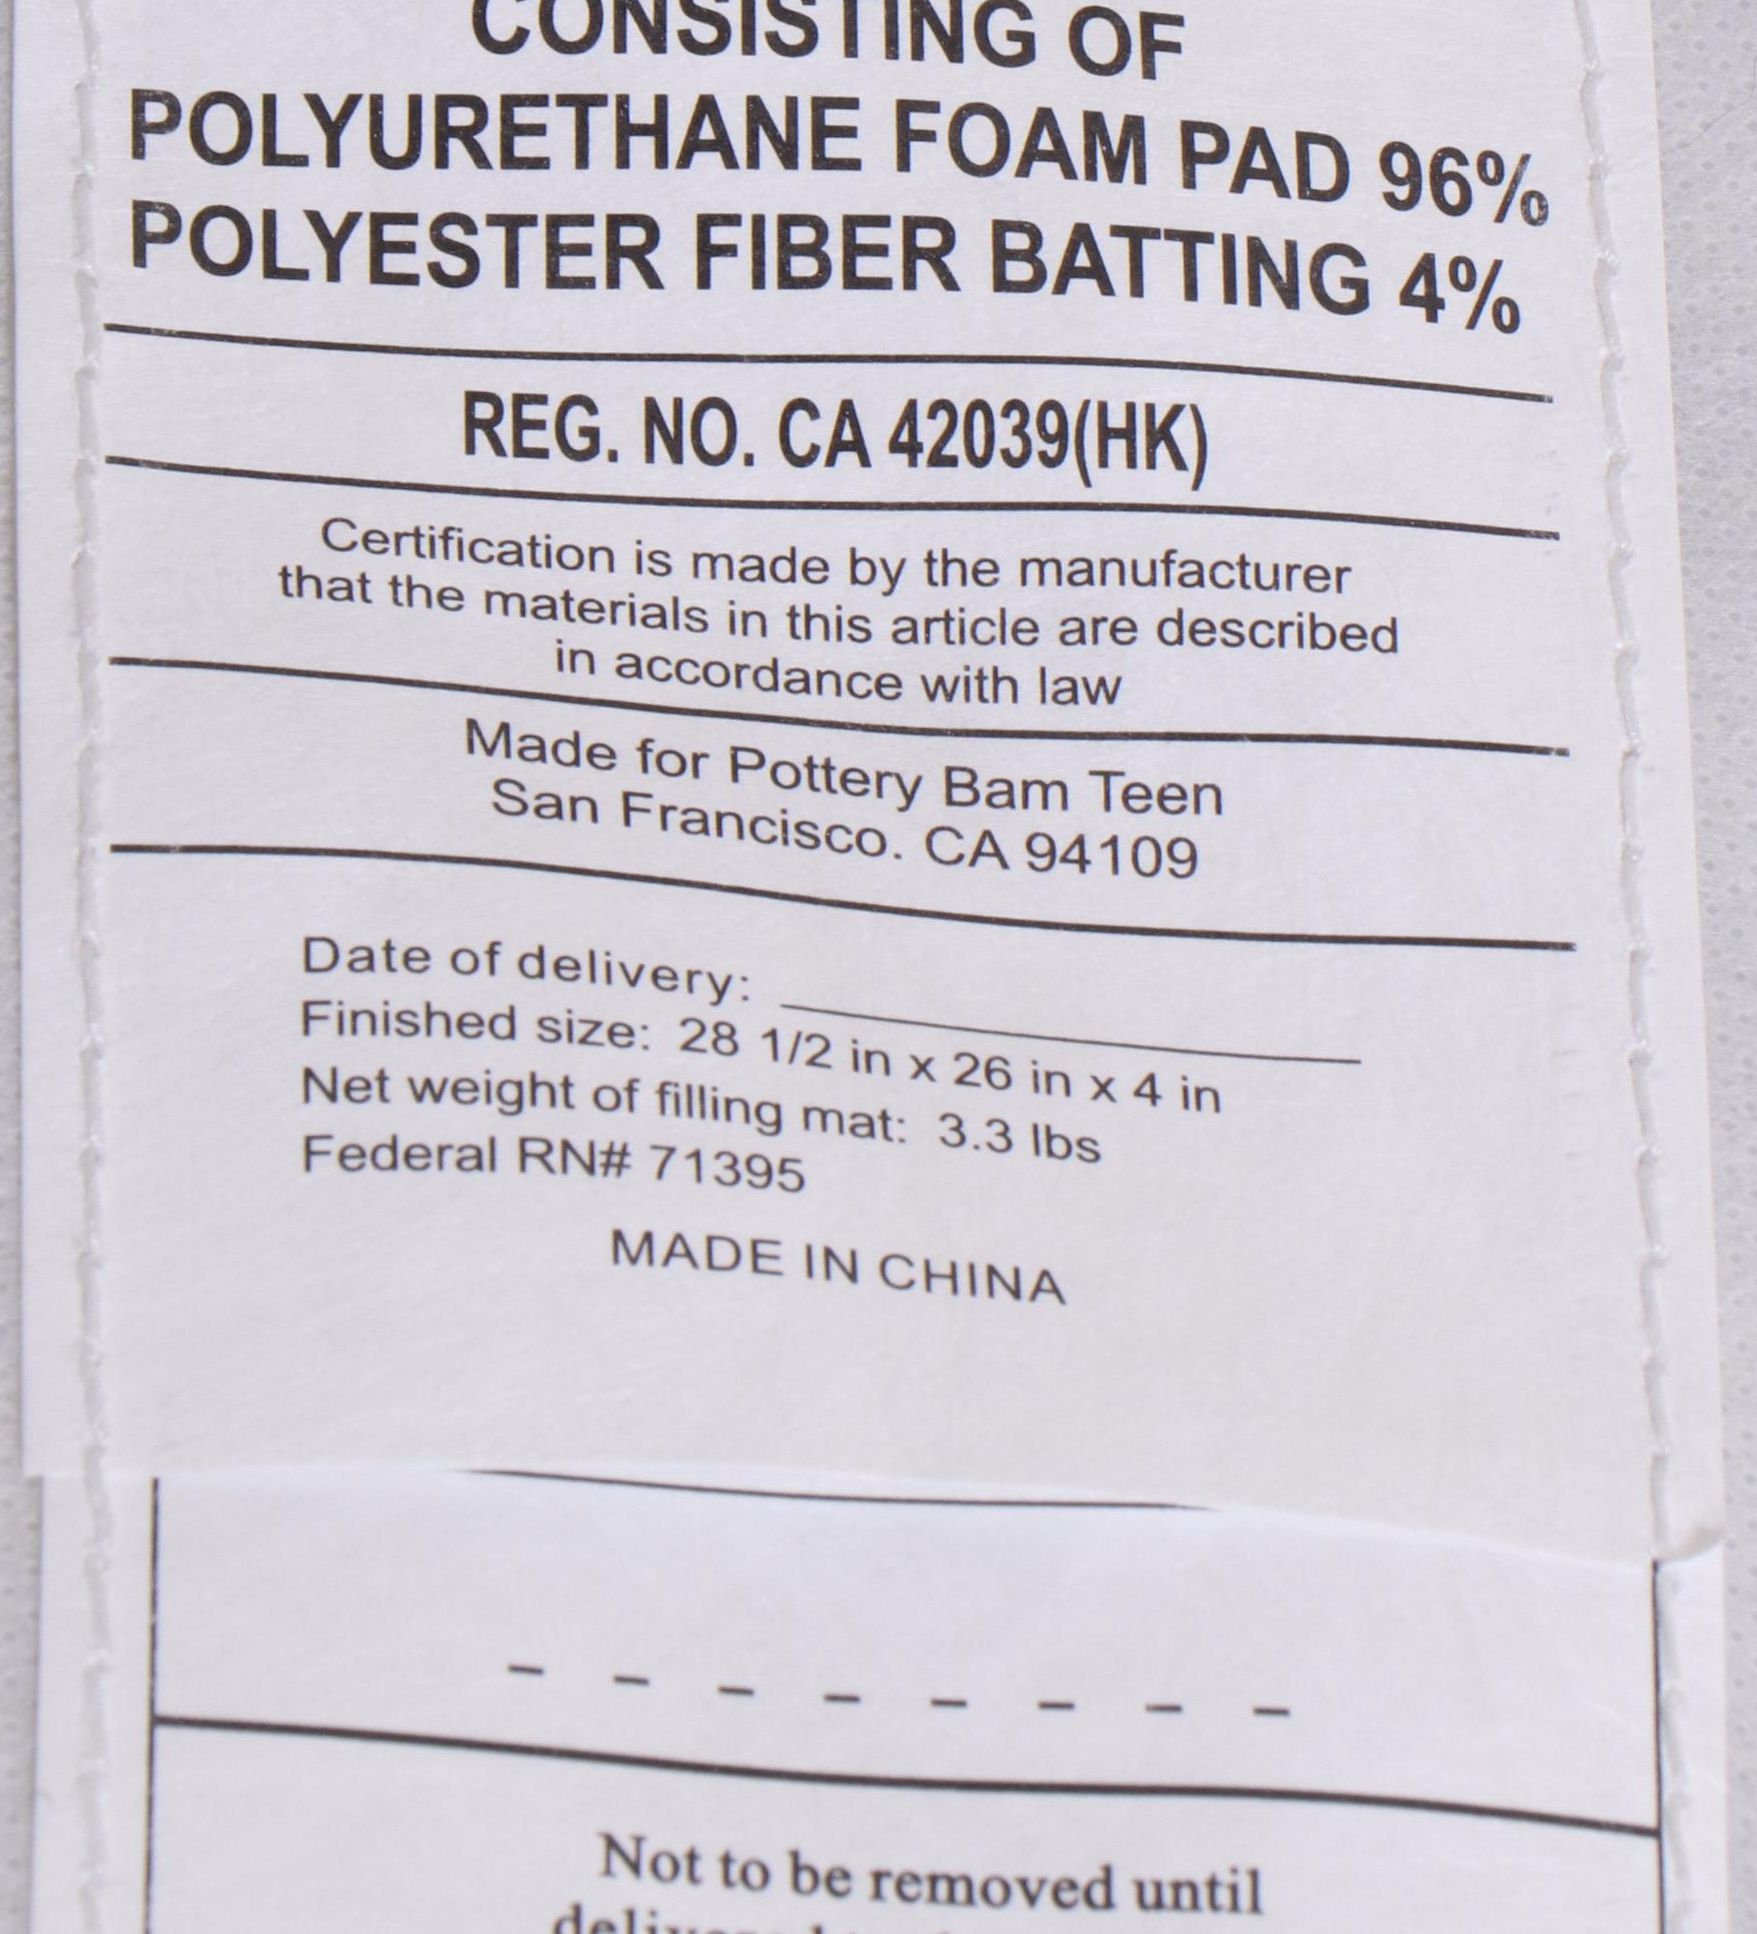 CONSISTING OF
POLYURETHANE FOAM PAD 96%
POLYESTER FIBER BATTING 4%
REG. NO. CA 42039(HK)
Certification is made by the manufacturer
that the materials in this article are described
in accordance with law
Made for Pottery Bam Teen
San Francisco. CA 94109
Date of delivery:
Finished size: 28 1/2 in x 26 in x 4 in
Net weight of filling mat: 3.3 lbs
Federal RN# 71395
MADE IN CHINA
Not to be removed until